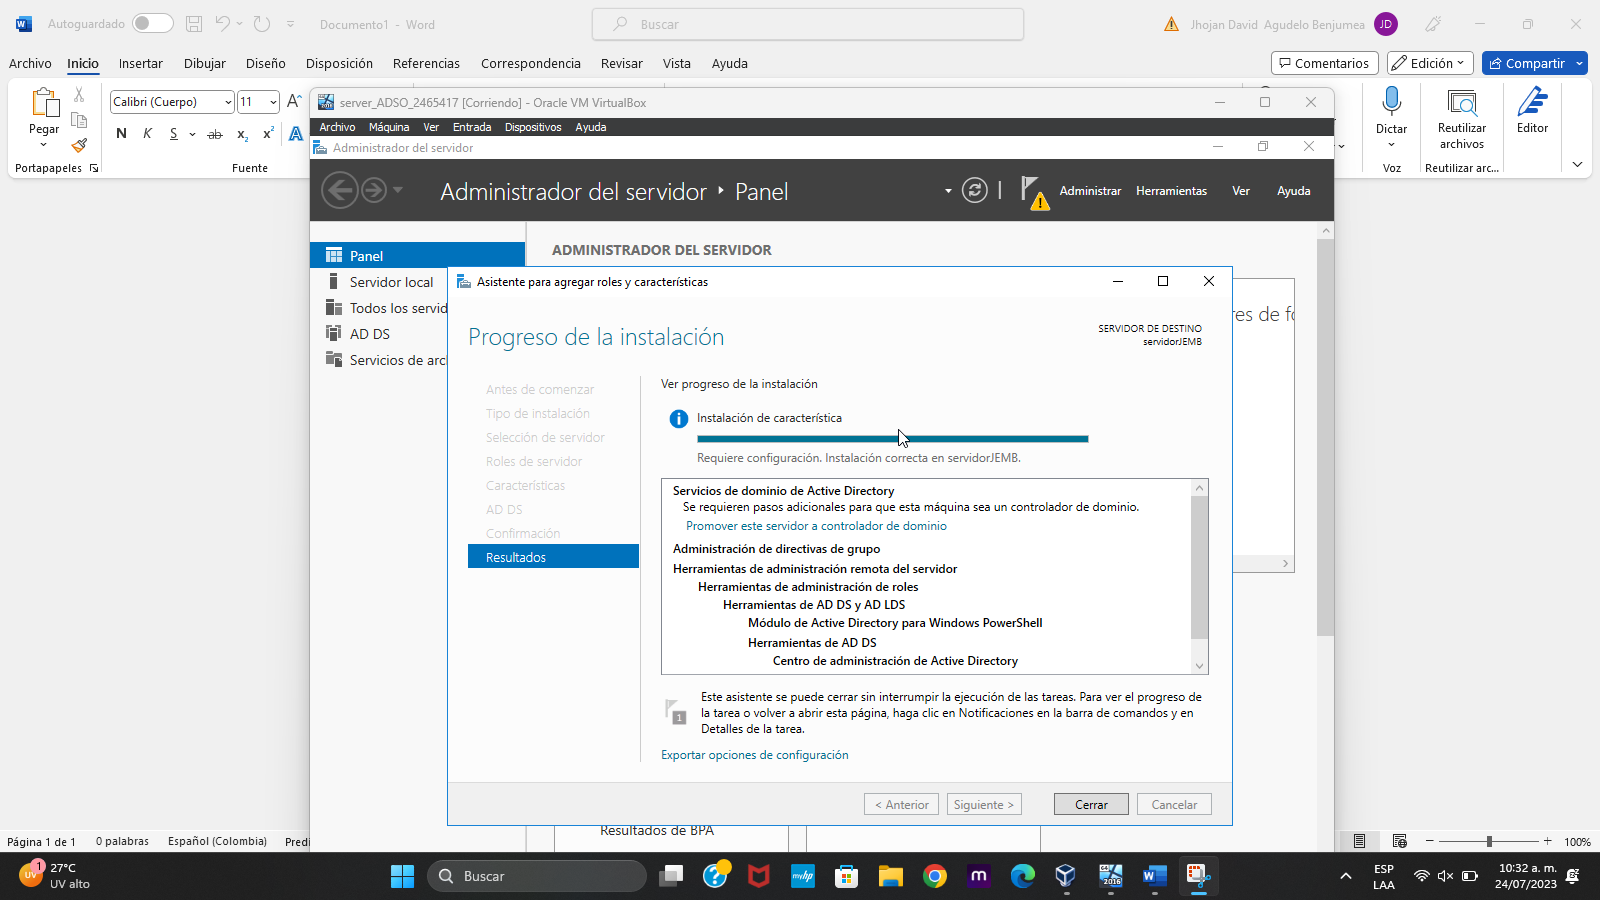 Autoguardado
Documento1 - Word
Buscar
Jhojan David Agudelo Benjumea
JD
Archivo Inicio Insertar Dibujar Diseño Disposición Referencias Correspondencia Revisar Vista Ayuda
Comentarios Edición Compartir
Pegar
Portapapeles
Calibri (Cuerpo) 11
N K S ab x₂ x² A
Fuente
Dictar
Voz
Reutilizar
archivos
Reutilizar arc...
Editor
server_ADSO_2465417 [Corriendo] - Oracle VM VirtualBox
Archivo Máquina Ver Entrada Dispositivos Ayuda
Administrador del servidor
Administrador del servidor Panel
Administrar Herramientas Ver Ayuda
Panel
Servidor local
Todos los servid
AD DS
Servicios de arc
ADMINISTRADOR DEL SERVIDOR
res de fo
Asistente para agregar roles y características
Progreso de la instalación
SERVIDOR DE DESTINO
servidorJEMB
Antes de comenzar
Tipo de instalación
Selección de servidor
Roles de servidor
Características
AD DS
Confirmación
Resultados
Ver progreso de la instalación
Instalación de característica
Requiere configuración. Instalación correcta en servidorJEMB.
Servicios de dominio de Active Directory
Se requieren pasos adicionales para que esta máquina sea un controlador de dominio.
Promover este servidor a controlador de dominio
Administración de directivas de grupo
Herramientas de administración remota del servidor
Herramientas de administración de roles
Herramientas de AD DS y AD LDS
Módulo de Active Directory para Windows PowerShell
Herramientas de AD DS
Centro de administración de Active Directory
1
Este asistente se puede cerrar sin interrumpir la ejecución de las tareas. Para ver el progreso de
la tarea o volver a abrir esta página, haga clic en Notificaciones en la barra de comandos y en
Detalles de la tarea.
Exportar opciones de configuración
< Anterior Siguiente > Cerrar Cancelar
Resultados de BPA
Página 1 de 1 0 palabras Español (Colombia) Predi
100%
UV 1
27°C
UV alto
Buscar
myhp
m
2016
ESP
LAA
10:32 a. m.
24/07/2023